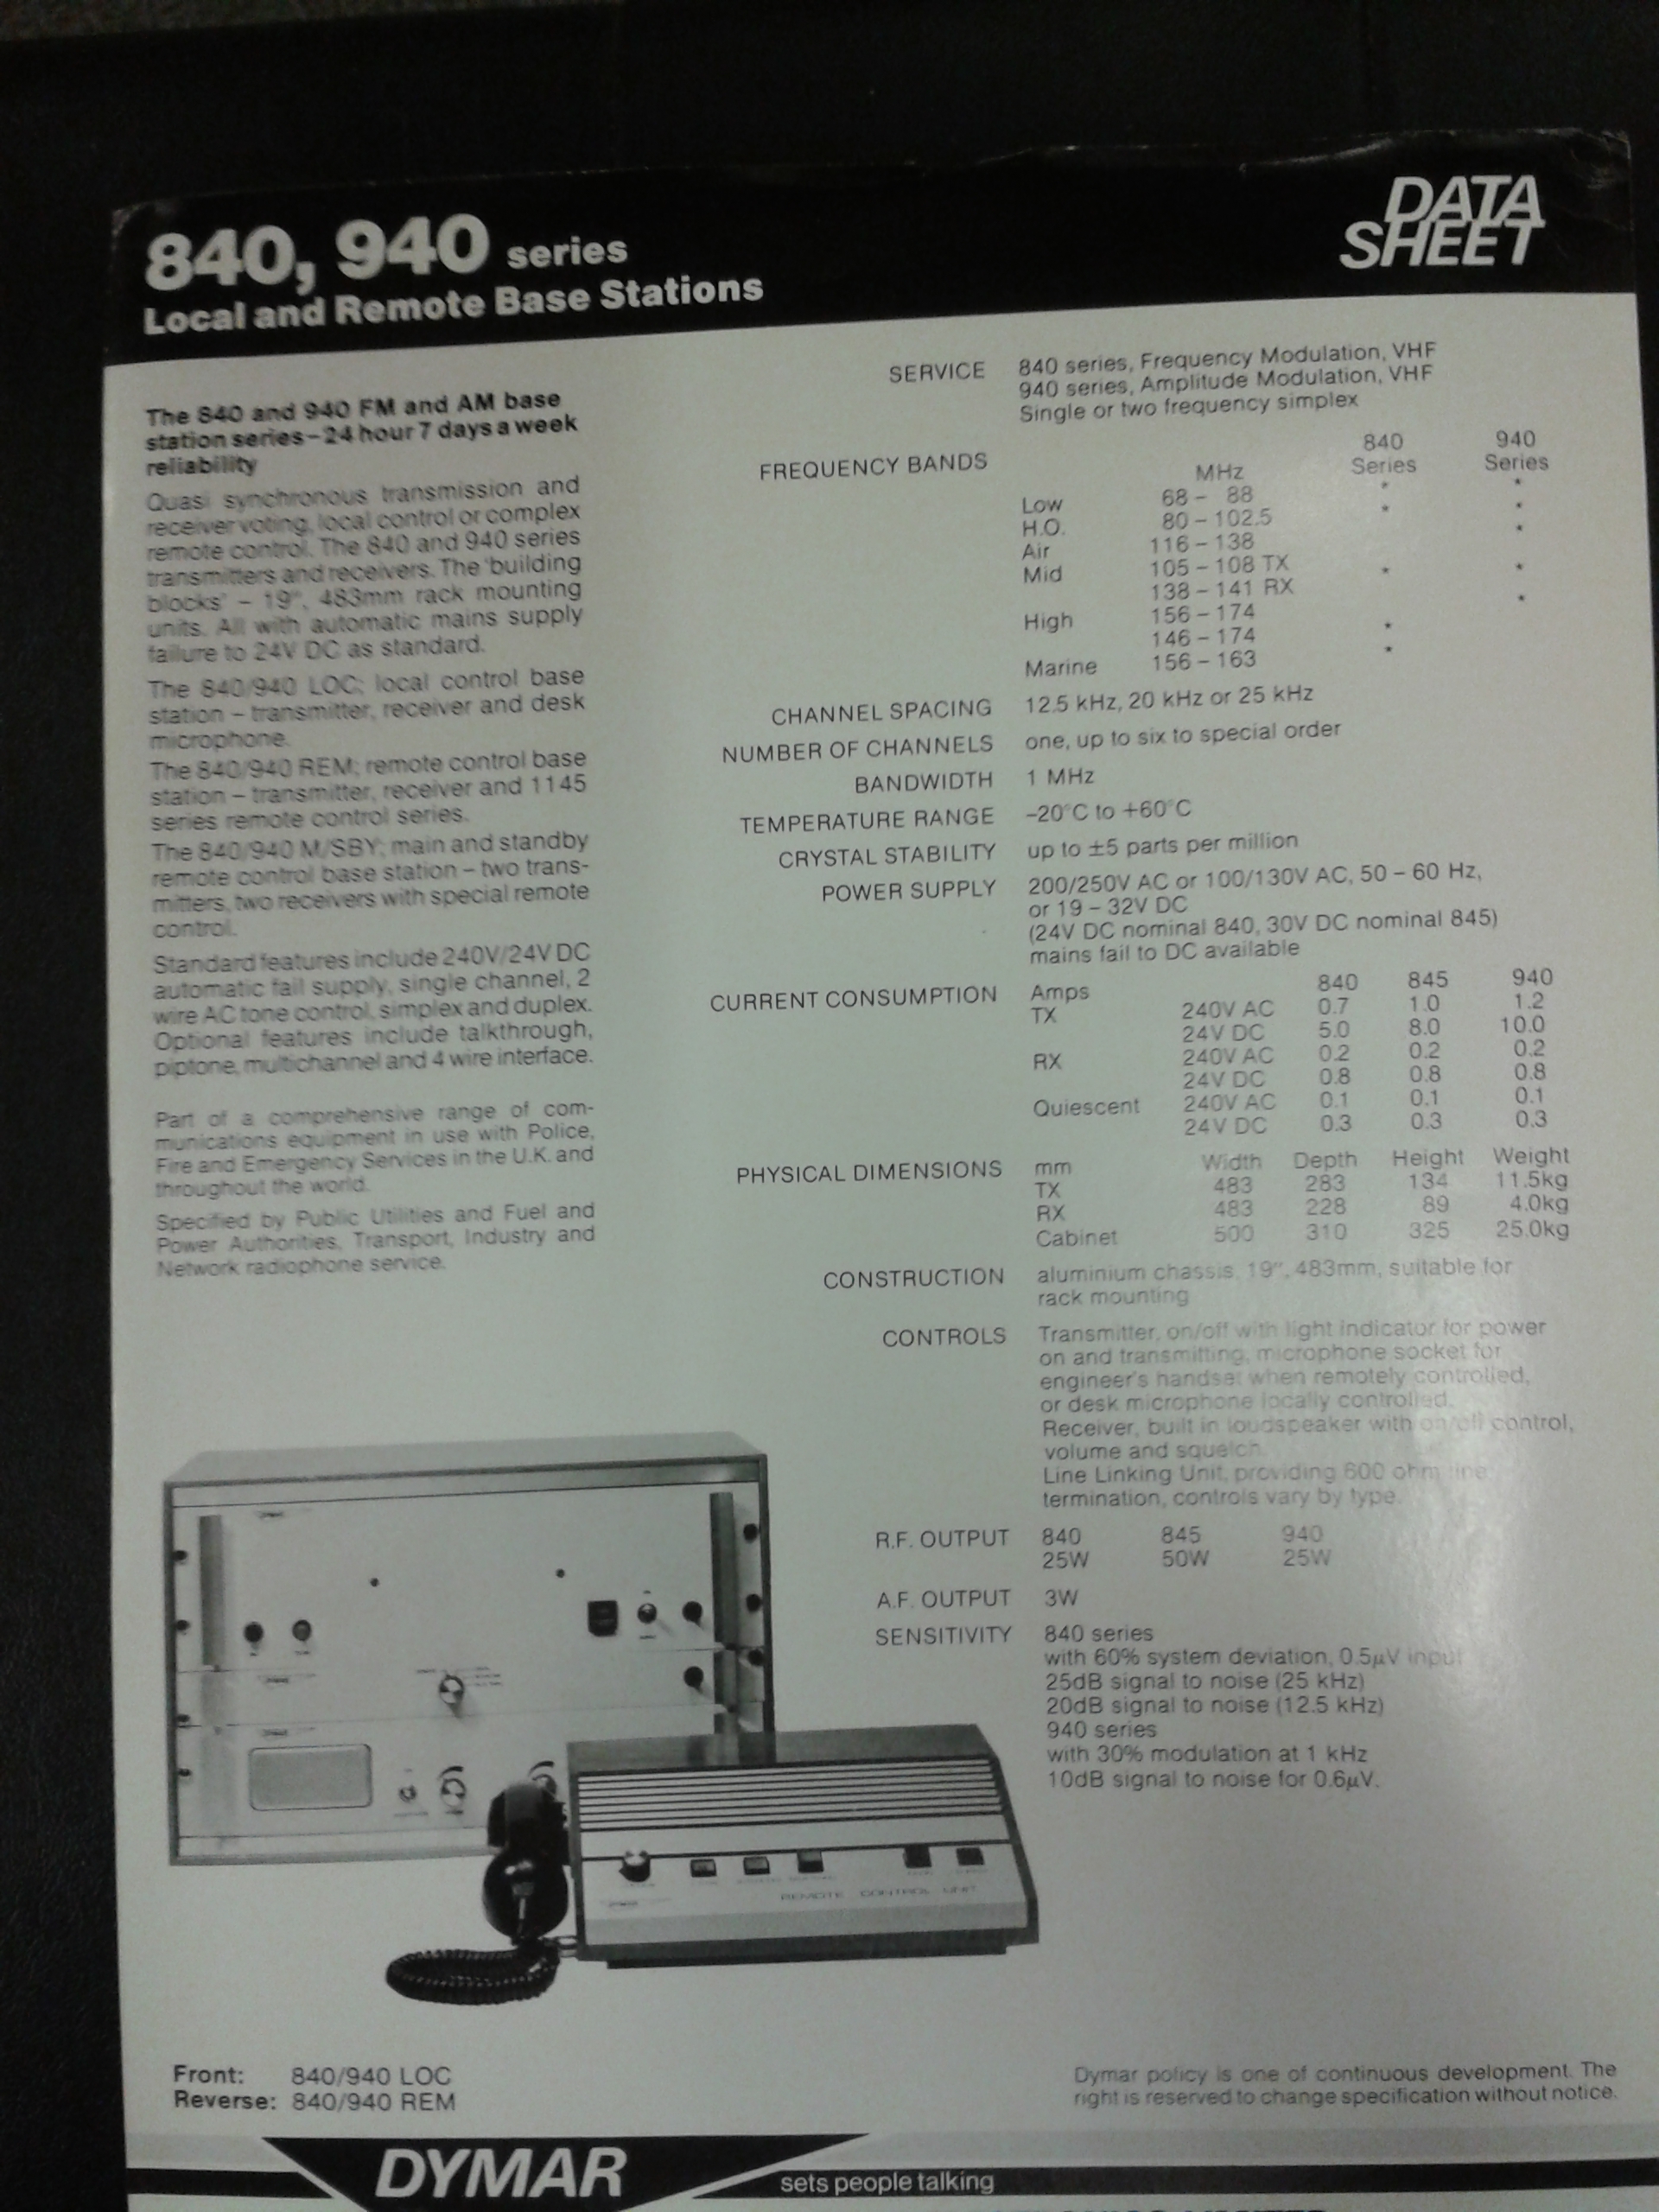 840, 940 series
Local and Remote Base Stations
DATA
SHEET
The 840 and 940 FM and AM base
station series – 24 hour 7 days a week
reliability
Quasi synchronous transmission and
receiver voting, local control or complex
remote control. The 840 and 940 series
transmitters and receivers. The 'building
blocks' – 19", 483mm rack mounting
units. All with automatic mains supply
failure to 24V DC as standard.
The 840/940 LOC; local control base
station – transmitter, receiver and desk
microphone.
The 840/940 REM; remote control base
station – transmitter, receiver and 1145
series remote control series.
The 840/940 M/SBY; main and standby
remote control base station – two trans-
mitters, two receivers with special remote
control.
Standard features include 240V/24V DC
automatic fail supply, single channel, 2
wire AC tone control, simplex and duplex.
Optional features include talkthrough,
piptone, multichannel and 4 wire interface.
Part of a comprehensive range of com-
munications equipment in use with Police,
Fire and Emergency Services in the U.K. and
throughout the world.
Specified by Public Utilities and Fuel and
Power Authorities, Transport, Industry and
Network radiophone service.
SERVICE 840 series, Frequency Modulation, VHF
940 series, Amplitude Modulation, VHF
Single or two frequency simplex
FREQUENCY BANDS MHz 840 Series 940 Series
Low 68 – 88 * *
H.O. 80 – 102.5 * *
Air 116 – 138 *
Mid 105 – 108 TX * *
138 – 141 RX
High 156 – 174 *
146 – 174 *
Marine 156 – 163 *
CHANNEL SPACING 12.5 kHz, 20 kHz or 25 kHz
NUMBER OF CHANNELS one, up to six to special order
BANDWIDTH 1 MHz
TEMPERATURE RANGE –20°C to +60°C
CRYSTAL STABILITY up to ±5 parts per million
POWER SUPPLY 200/250V AC or 100/130V AC, 50 – 60 Hz,
or 19 – 32V DC
(24V DC nominal 840, 30V DC nominal 845)
mains fail to DC available
CURRENT CONSUMPTION Amps 840 845 940
TX 240V AC 0.7 1.0 1.2
24V DC 5.0 8.0 10.0
RX 240V AC 0.2 0.2 0.2
24V DC 0.8 0.8 0.8
Quiescent 240V AC 0.1 0.1 0.1
24V DC 0.3 0.3 0.3
PHYSICAL DIMENSIONS mm Width Depth Height Weight
TX 483 283 134 11.5kg
RX 483 228 89 4.0kg
Cabinet 500 310 325 25.0kg
CONSTRUCTION aluminium chassis, 19", 483mm, suitable for
rack mounting
CONTROLS Transmitter, on/off with light indicator for power
on and transmitting, microphone socket for
engineer's handset when remotely controlled,
or desk microphone locally controlled.
Receiver, built in loudspeaker with on/off control,
volume and squelch.
Line Linking Unit, providing 600 ohm line
termination, controls vary by type.
R.F. OUTPUT 840 845 940
25W 50W 25W
A.F. OUTPUT 3W
SENSITIVITY 840 series
with 60% system deviation, 0.5µV input
25dB signal to noise (25 kHz)
20dB signal to noise (12.5 kHz)
940 series
with 30% modulation at 1 kHz
10dB signal to noise for 0.6µV.
REMOTE CONTROL UNIT
Front: 840/940 LOC
Reverse: 840/940 REM
Dymar policy is one of continuous development. The
right is reserved to change specification without notice.
DYMAR
sets people talking